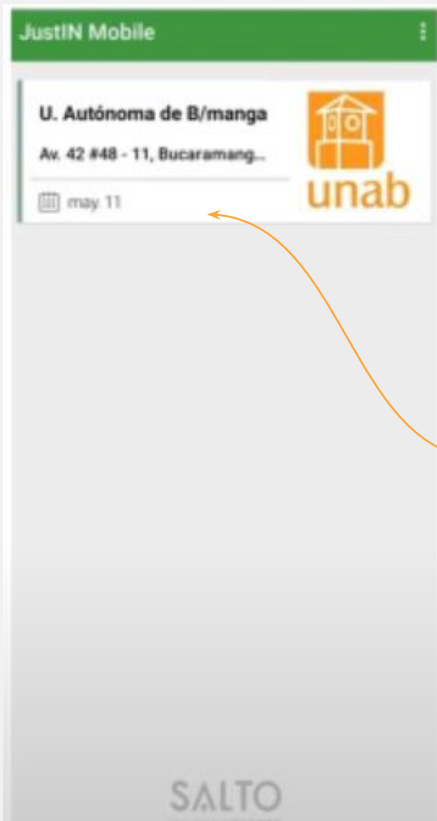 JustIN Mobile
U. Autónoma de B/manga
Av. 42 #48 - 11, Bucaramang...
may. 11
unab
SALTO